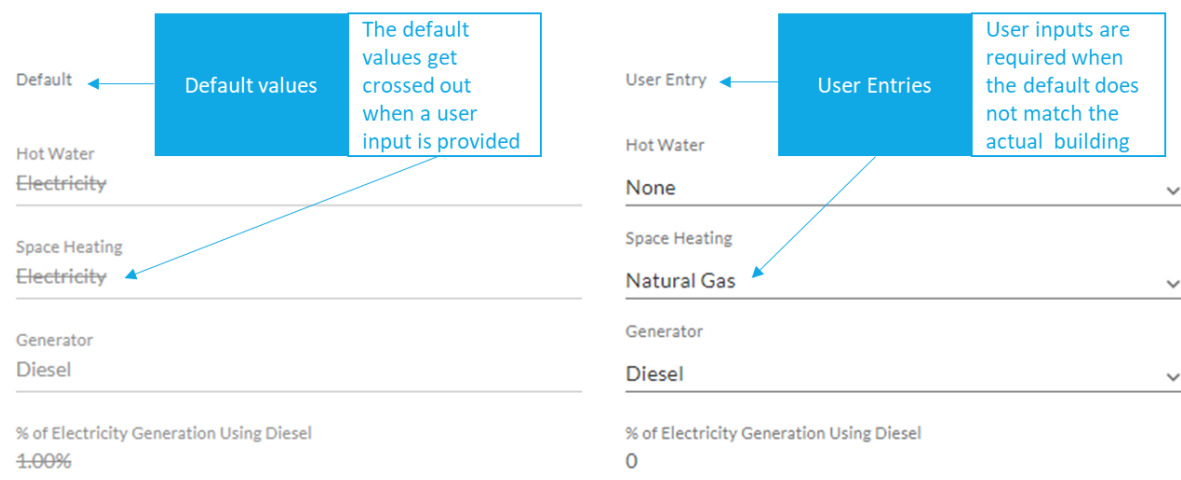 Default
Default values
The default
values get
crossed out
when a user
input is provided
Hot Water
Electricity
Space Heating
Electricity
Generator
Diesel
% of Electricity Generation Using Diesel
1.00%
User Entry
User Entries
User inputs are
required when
the default does
not match the
actual building
Hot Water
None
Space Heating
Natural Gas
Generator
Diesel
% of Electricity Generation Using Diesel
0